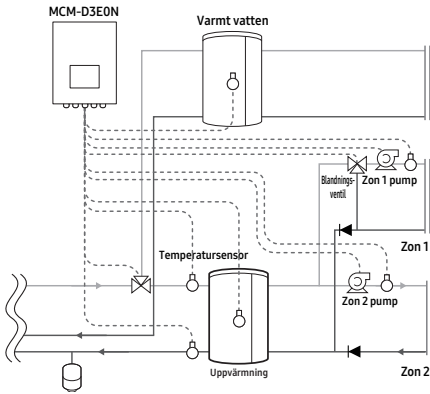 MCM-D3E0N
Varmt vatten
Blandnings-
ventil
Zon 1 pump
Zon 1
Temperatursensor
Zon 2 pump
Uppvärmning
Zon 2